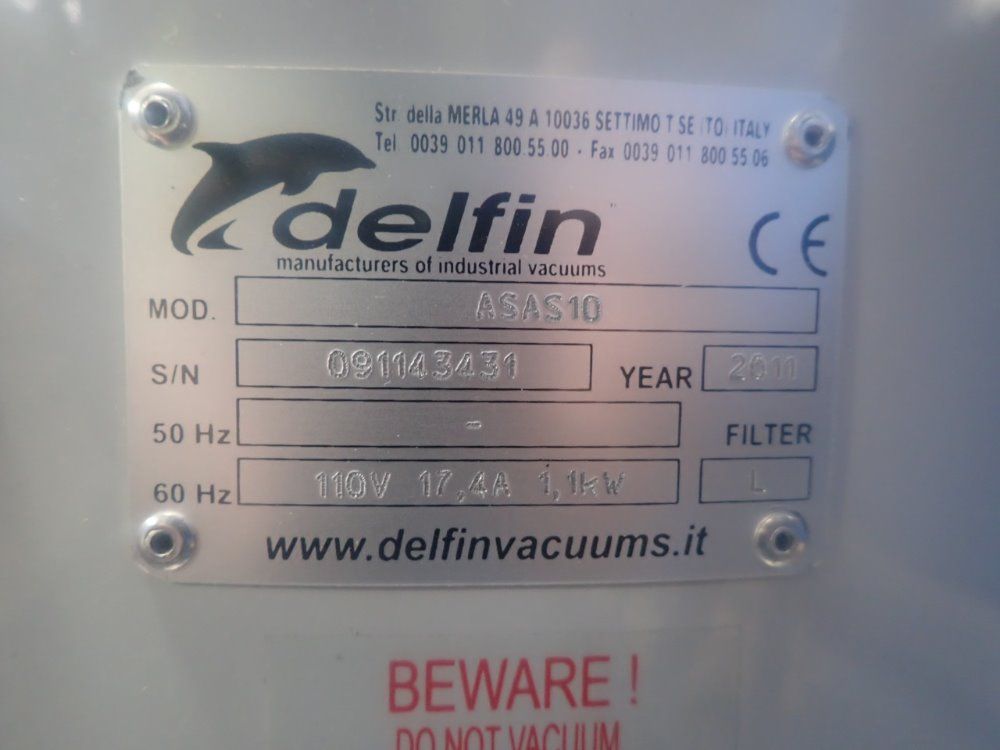 Str. della MERLA 49 A 10036 SETTIMO T.SE (TO) ITALY
Tel 0039 011 800.55.00 - Fax 0039 011 800 55 06
delfin
manufacturers of industrial vacuums
CE
MOD. ASAS10
S/N 091143431 YEAR 2011
50 Hz - FILTER
60 Hz 110V 17,4A 1,1kW L
www.delfinvacuums.it
BEWARE !
DO NOT VACUUM